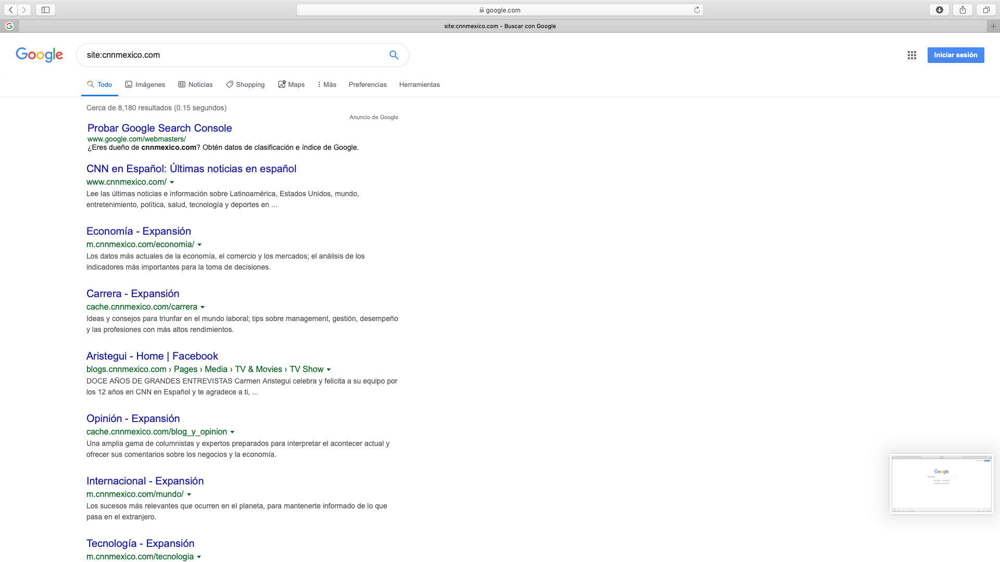 google.com
site:cnnmexico.com - Buscar con Google
Google
site:cnnmexico.com
Iniciar sesión
Todo
Imágenes
Noticias
Shopping
Maps
Más
Preferencias
Herramientas
Cerca de 8,180 resultados (0.15 segundos)
Anuncio de Google
Probar Google Search Console
www.google.com/webmasters/
¿Eres dueño de cnnmexico.com? Obtén datos de clasificación e índice de Google.
CNN en Español: Últimas noticias en español
www.cnnmexico.com/
Lee las últimas noticias e información sobre Latinoamérica, Estados Unidos, mundo,
entretenimiento, política, salud, tecnología y deportes en ...
Economía - Expansión
m.cnnmexico.com/economia/
Los datos más actuales de la economía, el comercio y los mercados; el análisis de los
indicadores más importantes para la toma de decisiones.
Carrera - Expansión
cache.cnnmexico.com/carrera
Ideas y consejos para triunfar en el mundo laboral; tips sobre management, gestión, desempeño
y las profesiones con más altos rendimientos.
Aristegui - Home | Facebook
blogs.cnnmexico.com › Pages › Media › TV & Movies › TV Show
DOCE AÑOS DE GRANDES ENTREVISTAS Carmen Aristegui celebra y felicita a su equipo por
los 12 años en CNN en Español y te agradece a ti, ...
Opinión - Expansión
cache.cnnmexico.com/blog_y_opinion
Una amplia gama de columnistas y expertos preparados para interpretar el acontecer actual y
ofrecer sus comentarios sobre los negocios y la economía.
Internacional - Expansión
m.cnnmexico.com/mundo/
Los sucesos más relevantes que ocurren en el planeta, para mantenerte informado de lo que
pasa en el extranjero.
Tecnología - Expansión
m.cnnmexico.com/tecnologia
Google